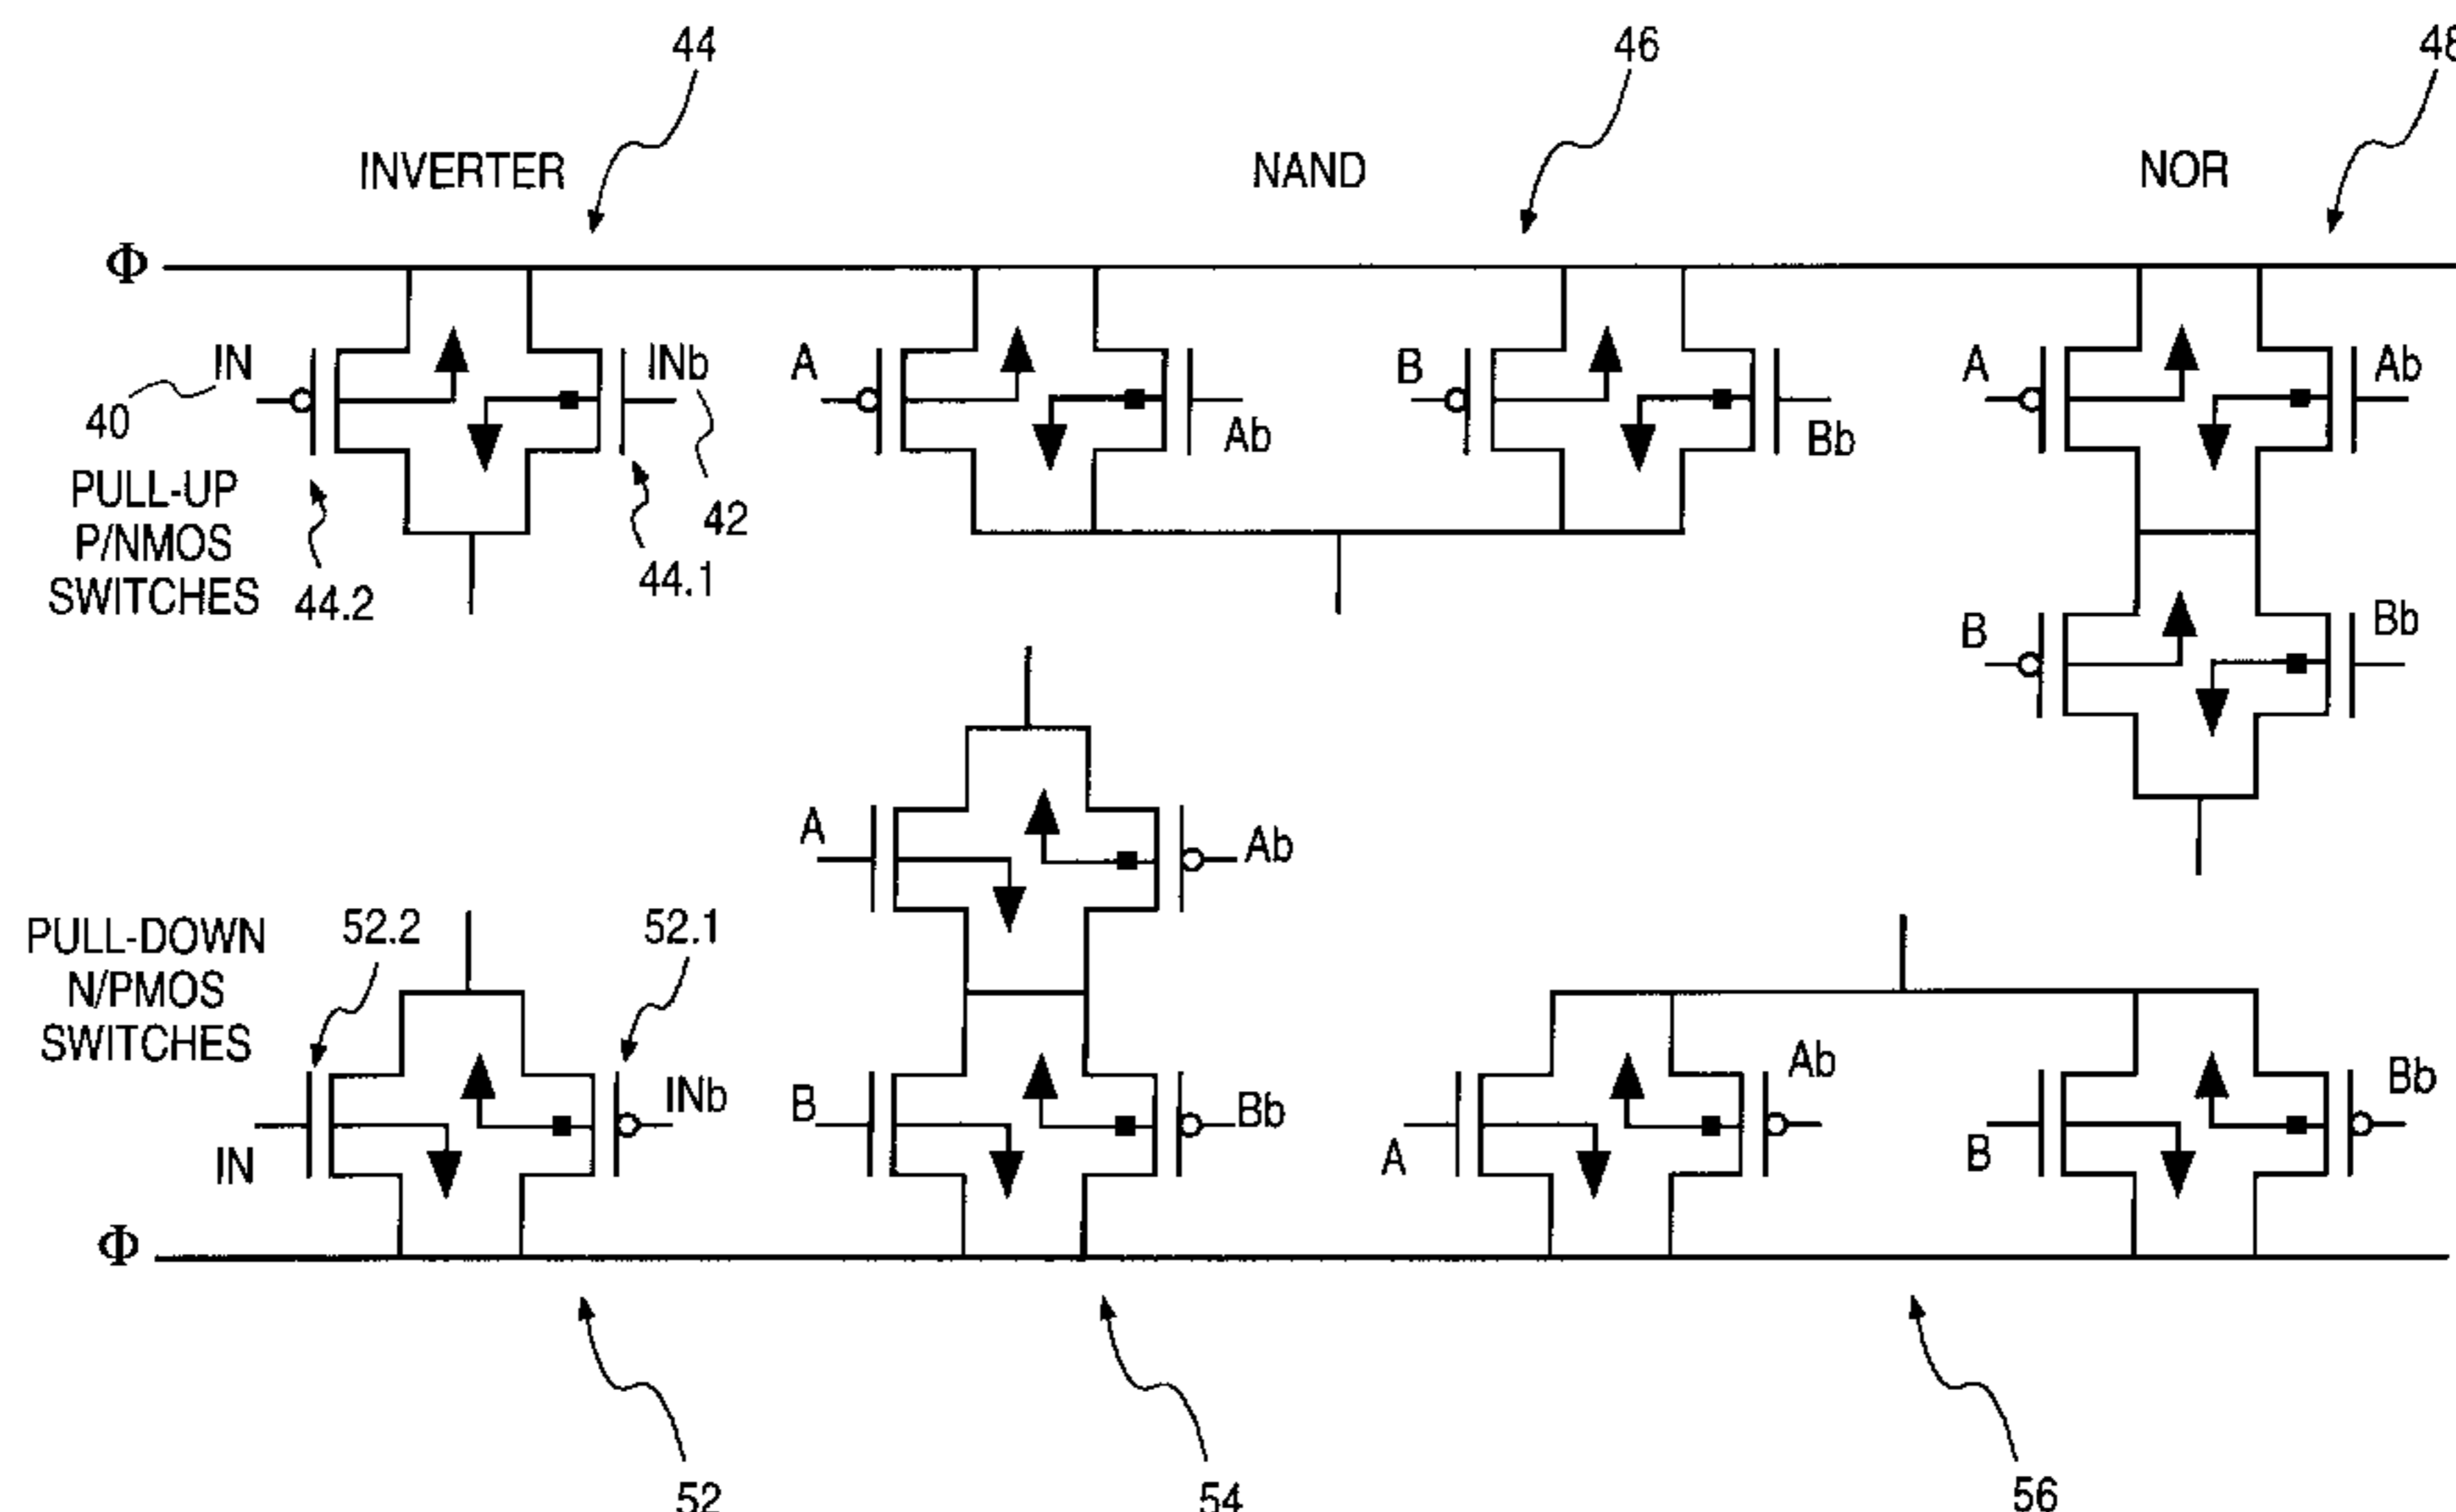 44
46
48
INVERTER
NAND
NOR
Φ
IN
INb
A
Ab
B
Bb
A
Ab
40
42
PULL-UP
P/NMOS
SWITCHES
44.2
44.1
B
Bb
A
Ab
PULL-DOWN
N/PMOS
SWITCHES
52.2
52.1
IN
INb
B
Bb
A
Ab
B
Bb
Φ
52
54
56